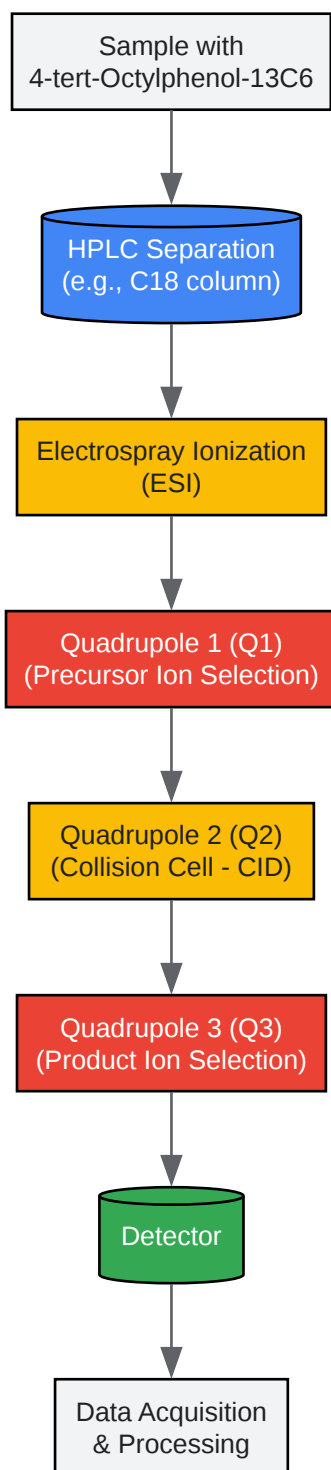 Sample with
4-tert-Octylphenol-13C6
HPLC Separation
(e.g., C18 column)
Electrospray Ionization
(ESI)
Quadrupole 1 (Q1)
(Precursor Ion Selection)
Quadrupole 2 (Q2)
(Collision Cell - CID)
Quadrupole 3 (Q3)
(Product Ion Selection)
Detector
Data Acquisition
& Processing